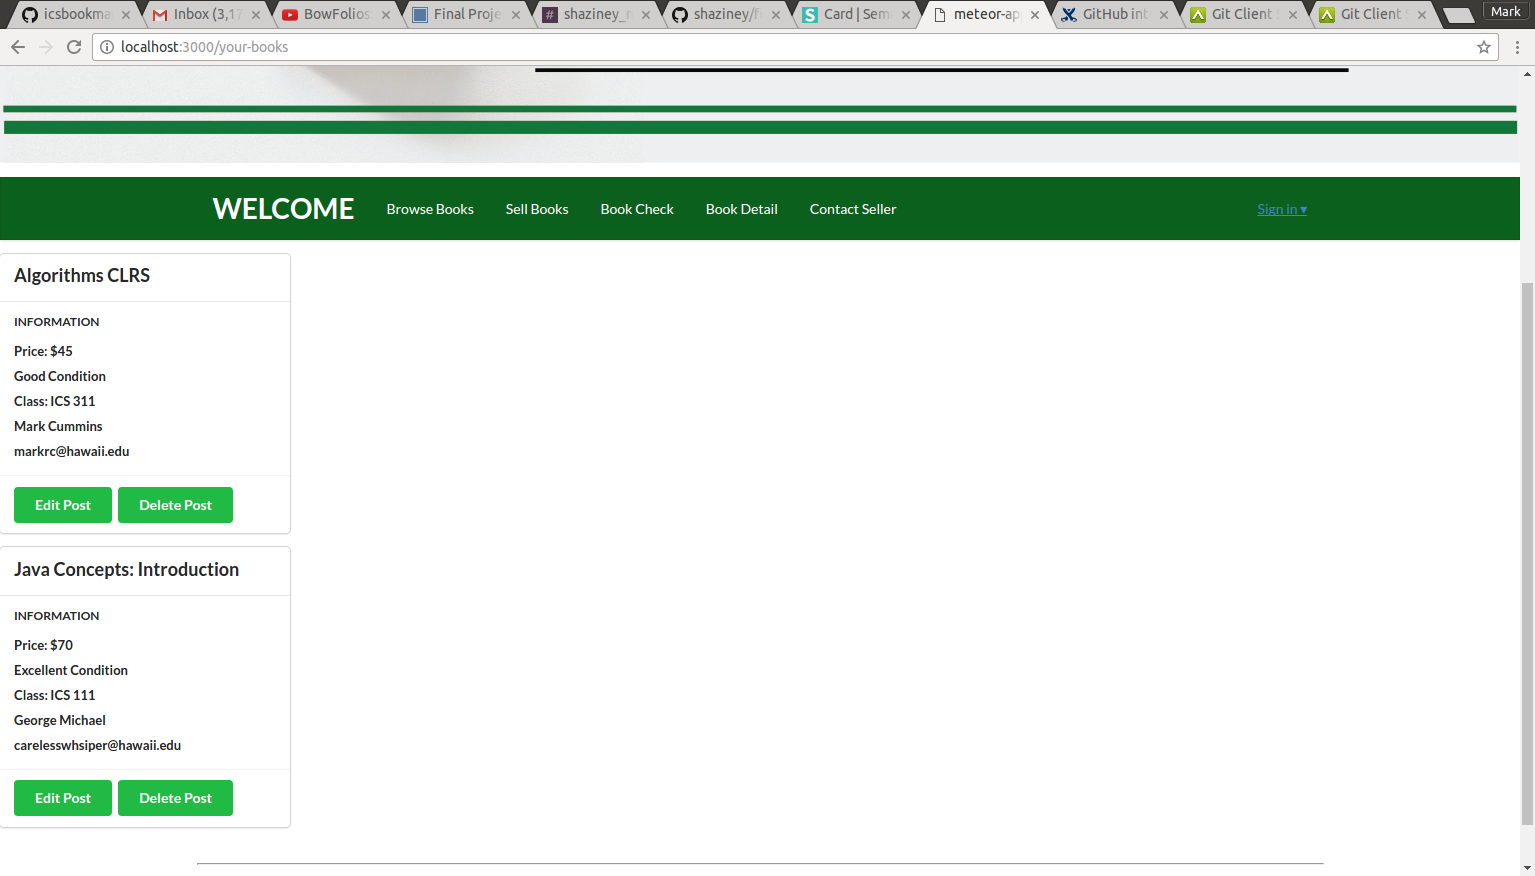 icsbookma
Inbox (3,17
BowFolios
Final Proje
shaziney_n
shaziney/f
Card | Sem
meteor-ap
GitHub int
Git Client
Git Client
Mark
localhost:3000/your-books
WELCOME Browse Books Sell Books Book Check Book Detail Contact Seller Sign in ▾
Algorithms CLRS
INFORMATION
Price: $45
Good Condition
Class: ICS 311
Mark Cummins
markrc@hawaii.edu
Edit Post Delete Post
Java Concepts: Introduction
INFORMATION
Price: $70
Excellent Condition
Class: ICS 111
George Michael
carelesswhsiper@hawaii.edu
Edit Post Delete Post